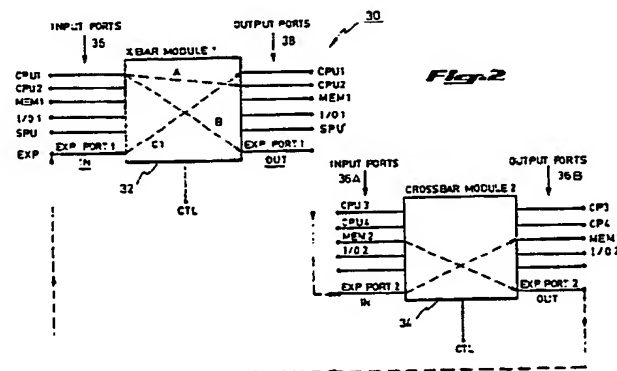 INPUT PORTS
35
OUTPUT PORTS
38
30
XBAR MODULE 1
Fig.2
CPU1
CPU2
MEM1
I/O1
SPU
EXP
EXP PORT 1
IN
A
B
C1
CPU1
CPU2
MEM1
I/O1
SPU
EXP PORT 1
OUT
32
CTL
INPUT PORTS
36A
OUTPUT PORTS
36B
CROSSBAR MODULE 2
CPU3
CPU4
MEM2
I/O2
EXP PORT 2
IN
CP3
CP4
MEM
I/O2
EXP PORT 2
OUT
34
CTL